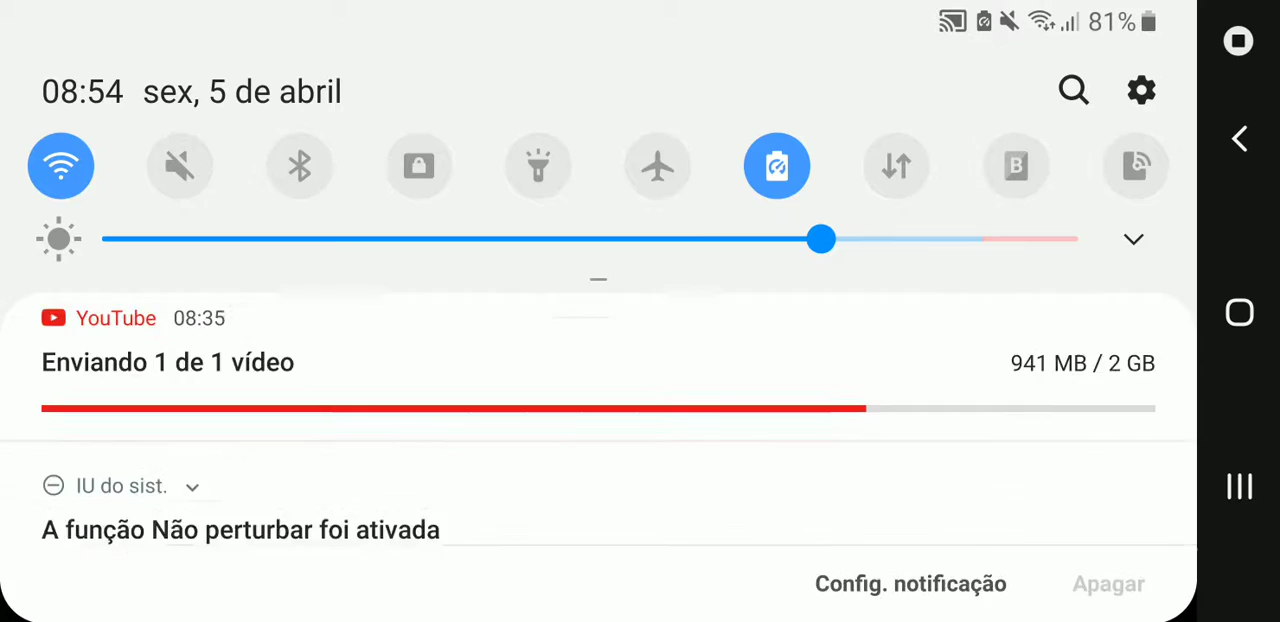 81%
08:54 sex, 5 de abril
B
YouTube 08:35
Enviando 1 de 1 vídeo 941 MB / 2 GB
IU do sist.
A função Não perturbar foi ativada
Config. notificação Apagar